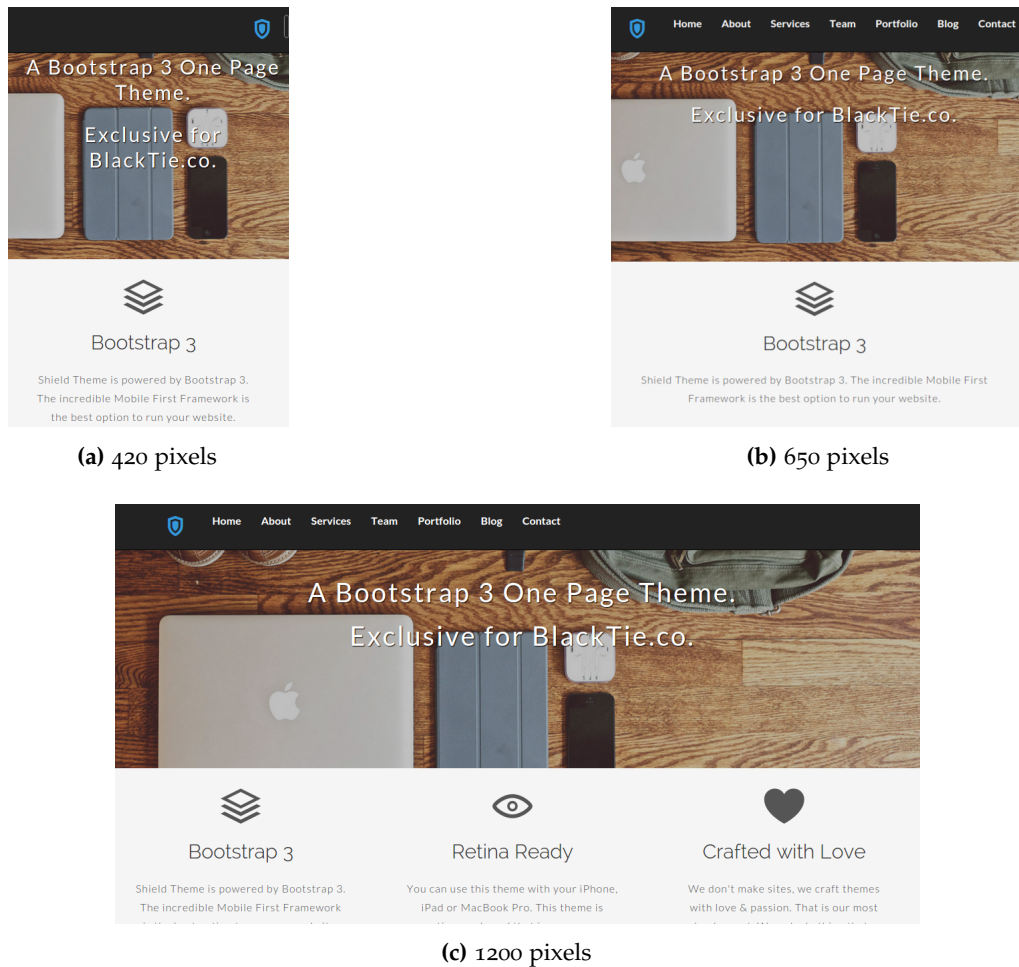 A Bootstrap 3 One Page
Theme.
Exclusive for
BlackTie.co.
Bootstrap 3
Shield Theme is powered by Bootstrap 3.
The incredible Mobile First Framework is
the best option to run your website.
(a) 420 pixels
Home About Services Team Portfolio Blog Contact
A Bootstrap 3 One Page Theme.
Exclusive for BlackTie.co.
Bootstrap 3
Shield Theme is powered by Bootstrap 3. The incredible Mobile First
Framework is the best option to run your website.
(b) 650 pixels
Home About Services Team Portfolio Blog Contact
A Bootstrap 3 One Page Theme.
Exclusive for BlackTie.co.
Bootstrap 3
Shield Theme is powered by Bootstrap 3.
The incredible Mobile First Framework
Retina Ready
You can use this theme with your iPhone,
iPad or MacBook Pro. This theme is
Crafted with Love
We don't make sites, we craft themes
with love & passion. That is our most
(c) 1200 pixels